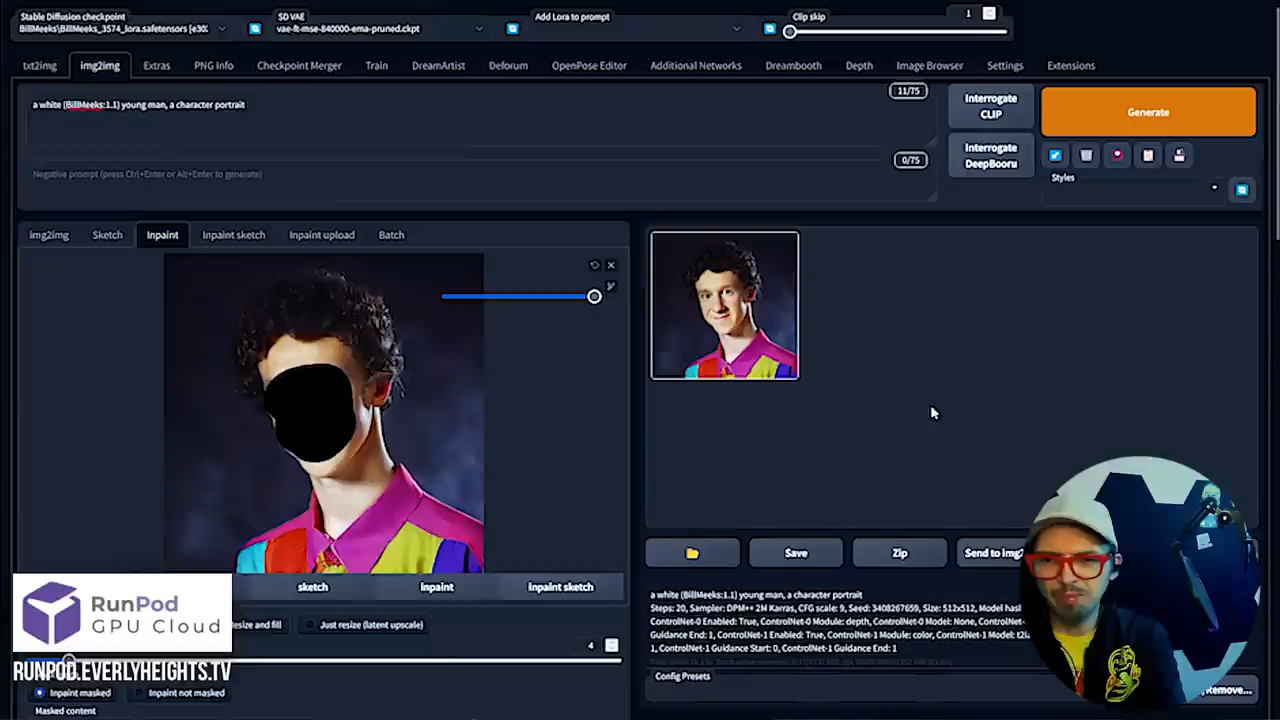 Stable Diffusion checkpoint
BillMeeks\BillMeeks_3574_lora.safetensors [e302
SD VAE
vae-ft-mse-840000-ema-pruned.ckpt
Add Lora to prompt
Clip skip
1
txt2img
img2img
Extras
PNG Info
Checkpoint Merger
Train
DreamArtist
Deforum
OpenPose Editor
Additional Networks
Dreambooth
Depth
Image Browser
Settings
Extensions
a white (BillMeeks:1.1) young man, a character portrait
11/75
Negative prompt (press Ctrl+Enter or Alt+Enter to generate)
0/75
Interrogate
CLIP
Interrogate
DeepBooru
Generate
Styles
img2img
Sketch
Inpaint
Inpaint sketch
Inpaint upload
Batch
sketch
inpaint
inpaint sketch
esize and fill
Just resize (latent upscale)
4
Inpaint masked
Inpaint not masked
Masked content
Save
Zip
Send to img2
a white (BillMeeks:1.1) young man, a character portrait
Steps: 20, Sampler: DPM++ 2M Karras, CFG scale: 9, Seed: 3408267659, Size: 512x512, Model hash
ControlNet-0 Enabled: True, ControlNet-0 Module: depth, ControlNet-0 Model: None, ControlNet-0
Guidance End: 1, ControlNet-1 Enabled: True, ControlNet-1 Module: color, ControlNet-1 Model: t2ia
1, ControlNet-1 Guidance Start: 0, ControlNet-1 Guidance End: 1
Config Presets
Remove...
RunPod
GPU Cloud
RUNPOD.EVERLYHEIGHTS.TV